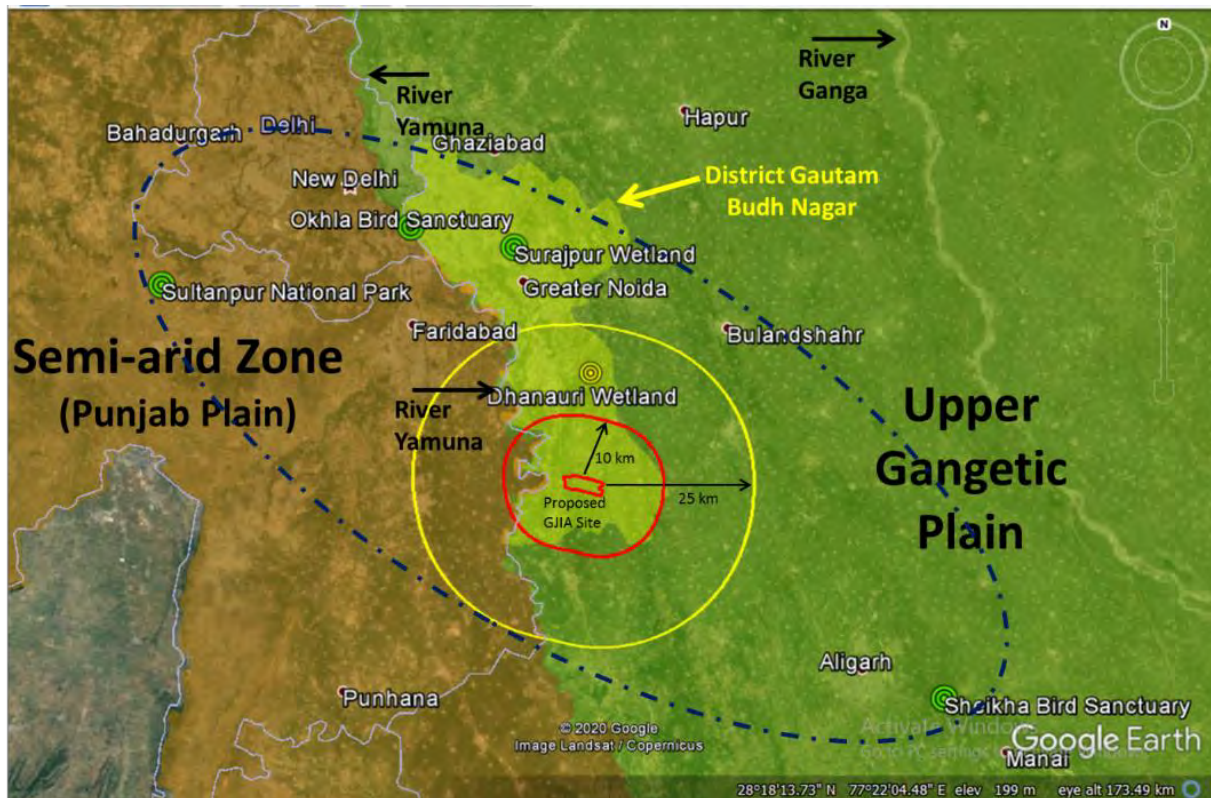 N
River
Ganga
River
Yamuna
Hapur
Bahadurgarh
Delhi
Ghaziabad
New Delhi
District Gautam
Budh Nagar
Okhla Bird Sanctuary
Surajpur Wetland
Sultanpur National Park
Greater Noida
Faridabad
Bulandshahr
Semi-arid Zone
(Punjab Plain)
River
Yamuna
Dhanauri Wetland
Upper
Gangetic
Plain
10 km
25 km
Proposed
GJIA Site
Aligarh
Punhana
Sheikha Bird Sanctuary
© 2020 Google
Image Landsat / Copernicus
Activate Windows
Google Earth
Manai
28°18'13.73" N 77°22'04.48" E elev 199 m eye alt 173.49 km